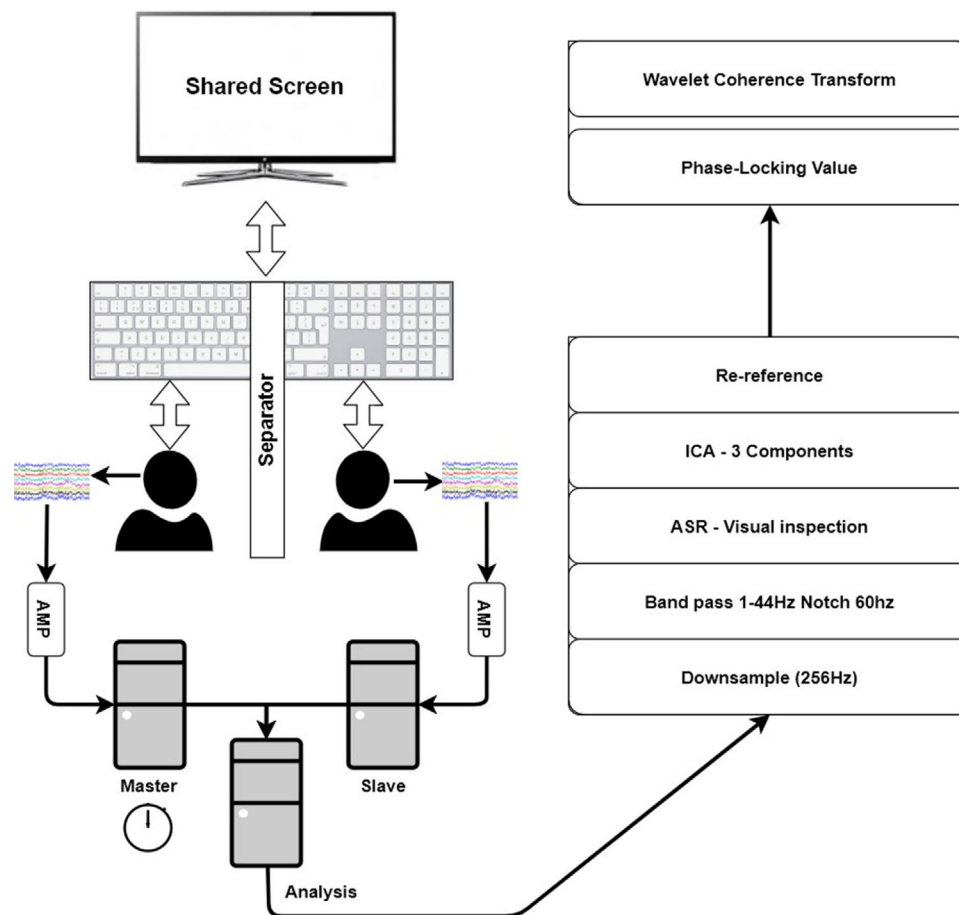 Shared Screen
Separator
AMP
AMP
Master
Slave
Analysis
Wavelet Coherence Transform
Phase-Locking Value
Re-reference
ICA - 3 Components
ASR - Visual inspection
Band pass 1-44Hz Notch 60hz
Downsample (256Hz)